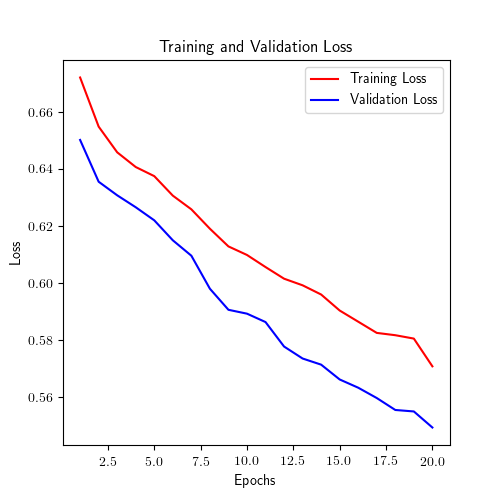 Training and Validation Loss
Training Loss
Validation Loss
0.66
0.64
0.62
0.60
0.58
0.56
Loss
2.5 5.0 7.5 10.0 12.5 15.0 17.5 20.0
Epochs